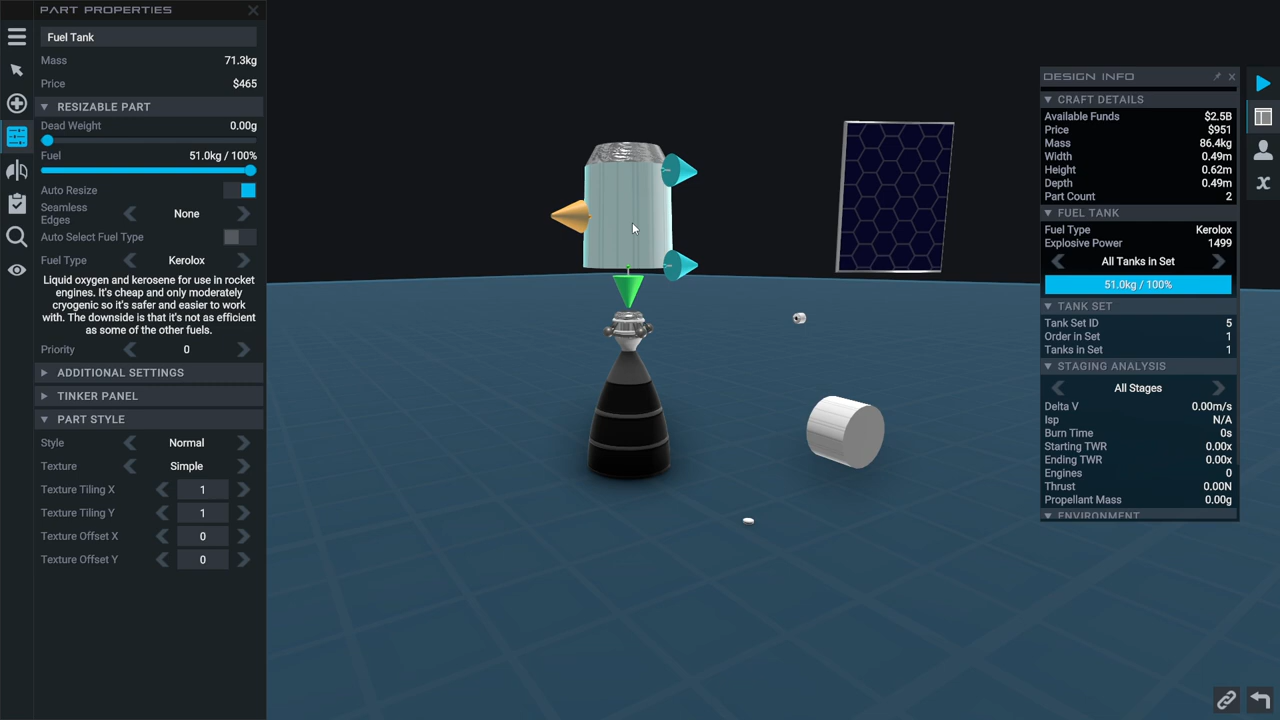 PART PROPERTIES
Fuel Tank
Mass 71.3kg
Price $465
RESIZABLE PART
Dead Weight 0.00g
Fuel 51.0kg / 100%
Auto Resize
Seamless
Edges
None
Auto Select Fuel Type
Fuel Type Kerolox
Liquid oxygen and kerosene for use in rocket
engines. It's cheap and only moderately
cryogenic so it's safer and easier to work
with. The downside is that it's not as efficient
as some of the other fuels.
Priority 0
ADDITIONAL SETTINGS
TINKER PANEL
PART STYLE
Style Normal
Texture Simple
Texture Tiling X 1
Texture Tiling Y 1
Texture Offset X 0
Texture Offset Y 0
DESIGN INFO
CRAFT DETAILS
Available Funds $2.5B
Price $951
Mass 86.4kg
Width 0.49m
Height 0.62m
Depth 0.49m
Part Count 2
FUEL TANK
Fuel Type Kerolox
Explosive Power 1499
All Tanks in Set
51.0kg / 100%
TANK SET
Tank Set ID 5
Order in Set 1
Tanks in Set 1
STAGING ANALYSIS
All Stages
Delta V 0.00m/s
Isp N/A
Burn Time 0s
Starting TWR 0.00x
Ending TWR 0.00x
Engines 0
Thrust 0.00N
Propellant Mass 0.00g
ENVIRONMENT